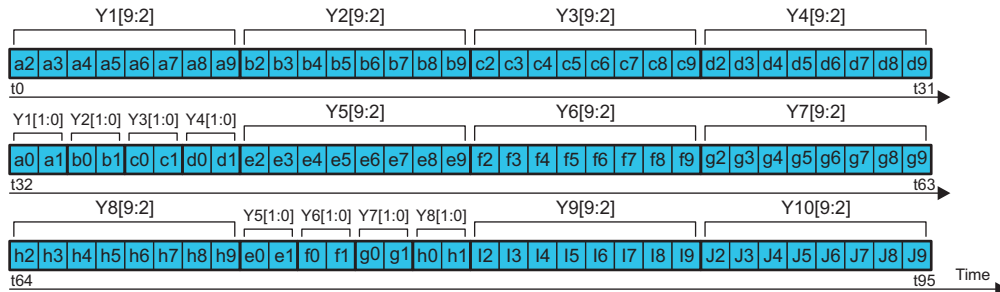 Y1[9:2] Y2[9:2] Y3[9:2] Y4[9:2]
a2 a3 a4 a5 a6 a7 a8 a9 b2 b3 b4 b5 b6 b7 b8 b9 c2 c3 c4 c5 c6 c7 c8 c9 d2 d3 d4 d5 d6 d7 d8 d9
t0 t31
Y1[1:0] Y2[1:0] Y3[1:0] Y4[1:0] Y5[9:2] Y6[9:2] Y7[9:2]
a0 a1 b0 b1 c0 c1 d0 d1 e2 e3 e4 e5 e6 e7 e8 e9 f2 f3 f4 f5 f6 f7 f8 f9 g2 g3 g4 g5 g6 g7 g8 g9
t32 t63
Y8[9:2] Y5[1:0] Y6[1:0] Y7[1:0] Y8[1:0] Y9[9:2] Y10[9:2]
h2 h3 h4 h5 h6 h7 h8 h9 e0 e1 f0 f1 g0 g1 h0 h1 I2 I3 I4 I5 I6 I7 I8 I9 J2 J3 J4 J5 J6 J7 J8 J9
t64 t95 Time